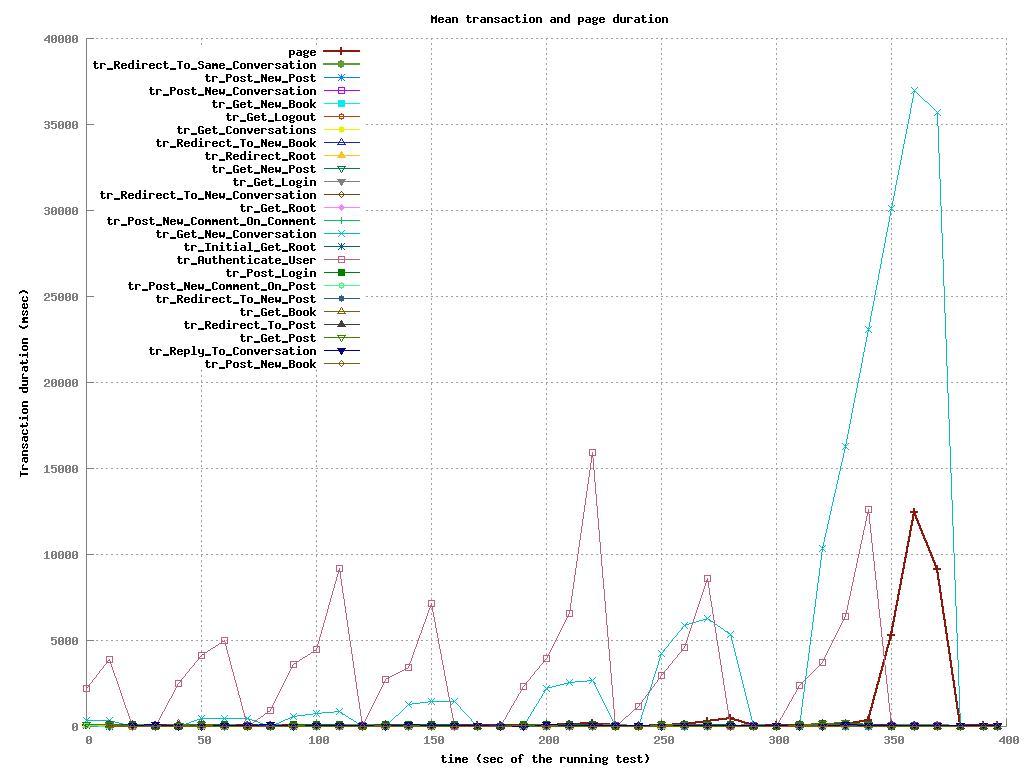 Mean transaction and page duration
40000
35000
30000
25000
20000
15000
10000
5000
0
Transaction duration (msec)
page
tr_Redirect_To_Same_Conversation
tr_Post_New_Post
tr_Post_New_Conversation
tr_Get_New_Book
tr_Get_Logout
tr_Get_Conversations
tr_Redirect_To_New_Book
tr_Redirect_Root
tr_Get_New_Post
tr_Get_Login
tr_Redirect_To_New_Conversation
tr_Get_Root
tr_Post_New_Comment_On_Comment
tr_Get_New_Conversation
tr_Initial_Get_Root
tr_Authenticate_User
tr_Post_Login
tr_Post_New_Comment_On_Post
tr_Redirect_To_New_Post
tr_Get_Book
tr_Redirect_To_Post
tr_Get_Post
tr_Reply_To_Conversation
tr_Post_New_Book
0 50 100 150 200 250 300 350 400
time (sec of the running test)